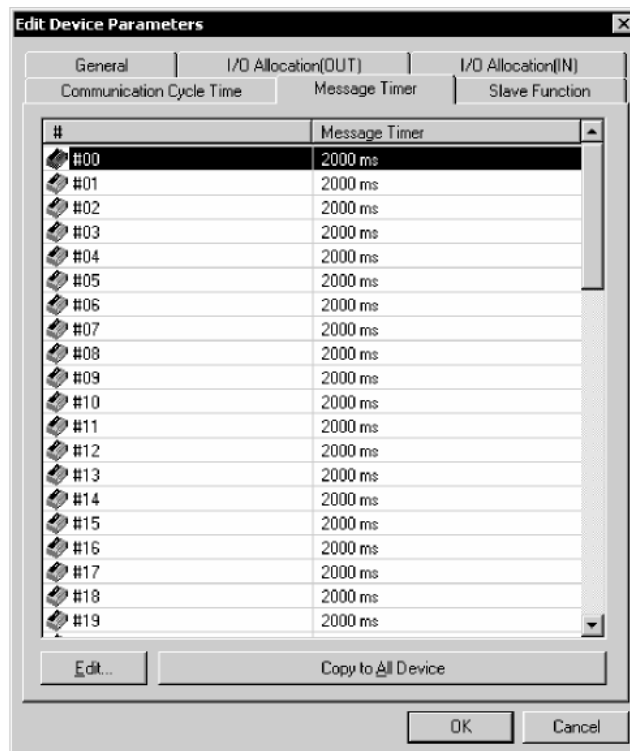 Edit Device Parameters
General I/O Allocation(OUT) I/O Allocation(IN)
Communication Cycle Time Message Timer Slave Function
# Message Timer
#00 2000 ms
#01 2000 ms
#02 2000 ms
#03 2000 ms
#04 2000 ms
#05 2000 ms
#06 2000 ms
#07 2000 ms
#08 2000 ms
#09 2000 ms
#10 2000 ms
#11 2000 ms
#12 2000 ms
#13 2000 ms
#14 2000 ms
#15 2000 ms
#16 2000 ms
#17 2000 ms
#18 2000 ms
#19 2000 ms
Edit... Copy to All Device
OK Cancel